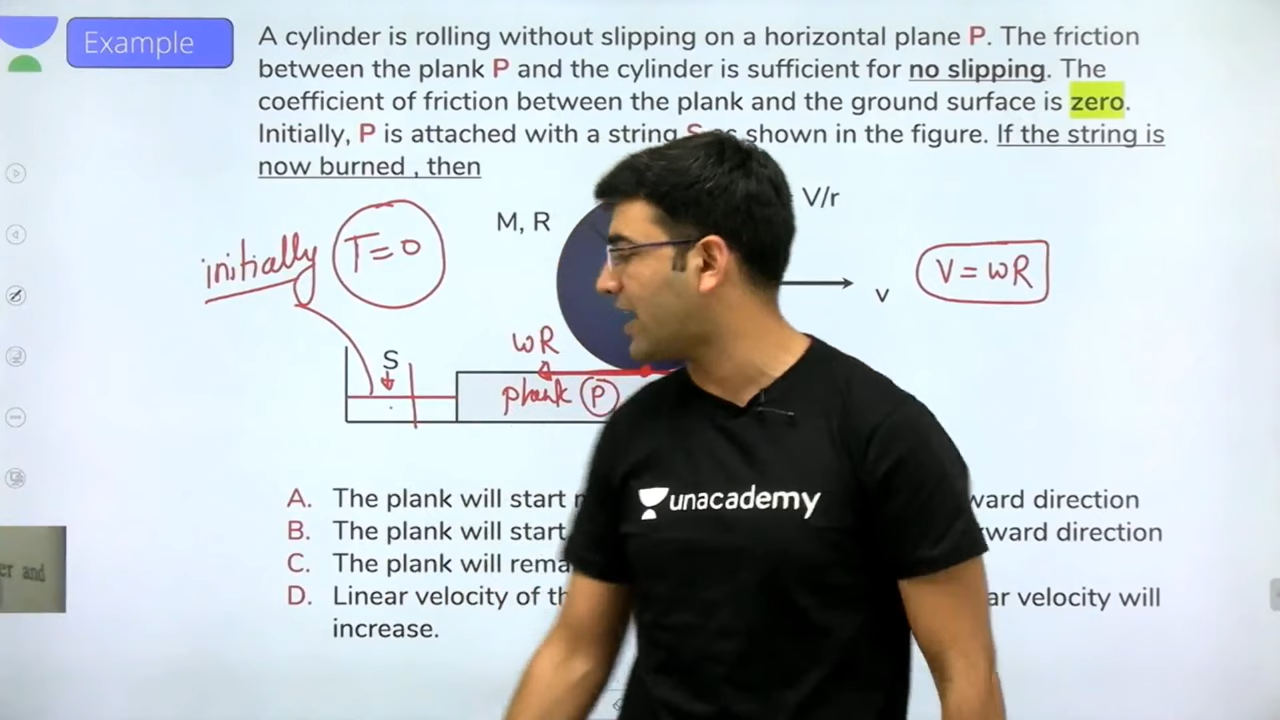 Example
A cylinder is rolling without slipping on a horizontal plane P. The friction
between the plank P and the cylinder is sufficient for no slipping. The
coefficient of friction between the plank and the ground surface is zero.
Initially, P is attached with a string S as shown in the figure. If the string is
now burned , then
M, R
V/r
initially
T=0
v
V = ωR
S
ωR
plank P
A. The plank will start ward direction
B. The plank will start ward direction
C. The plank will rema
D. Linear velocity of th ar velocity will
increase.
er and
unacademy